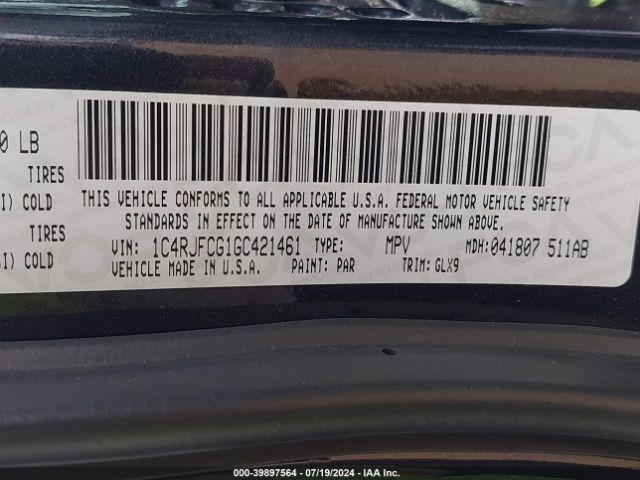 0 LB
TIRES
I) COLD
TIRES
SI) COLD
THIS VEHICLE CONFORMS TO ALL APPLICABLE U.S.A. FEDERAL MOTOR VEHICLE SAFETY
STANDARDS IN EFFECT ON THE DATE OF MANUFACTURE SHOWN ABOVE.
VIN: 1C4RJFCG1GC421461 TYPE: MPV MDH:041807 511AB
VEHICLE MADE IN U.S.A. PAINT: PAR TRIM: GLX9
000-39897564 - 07/19/2024 - IAA Inc.